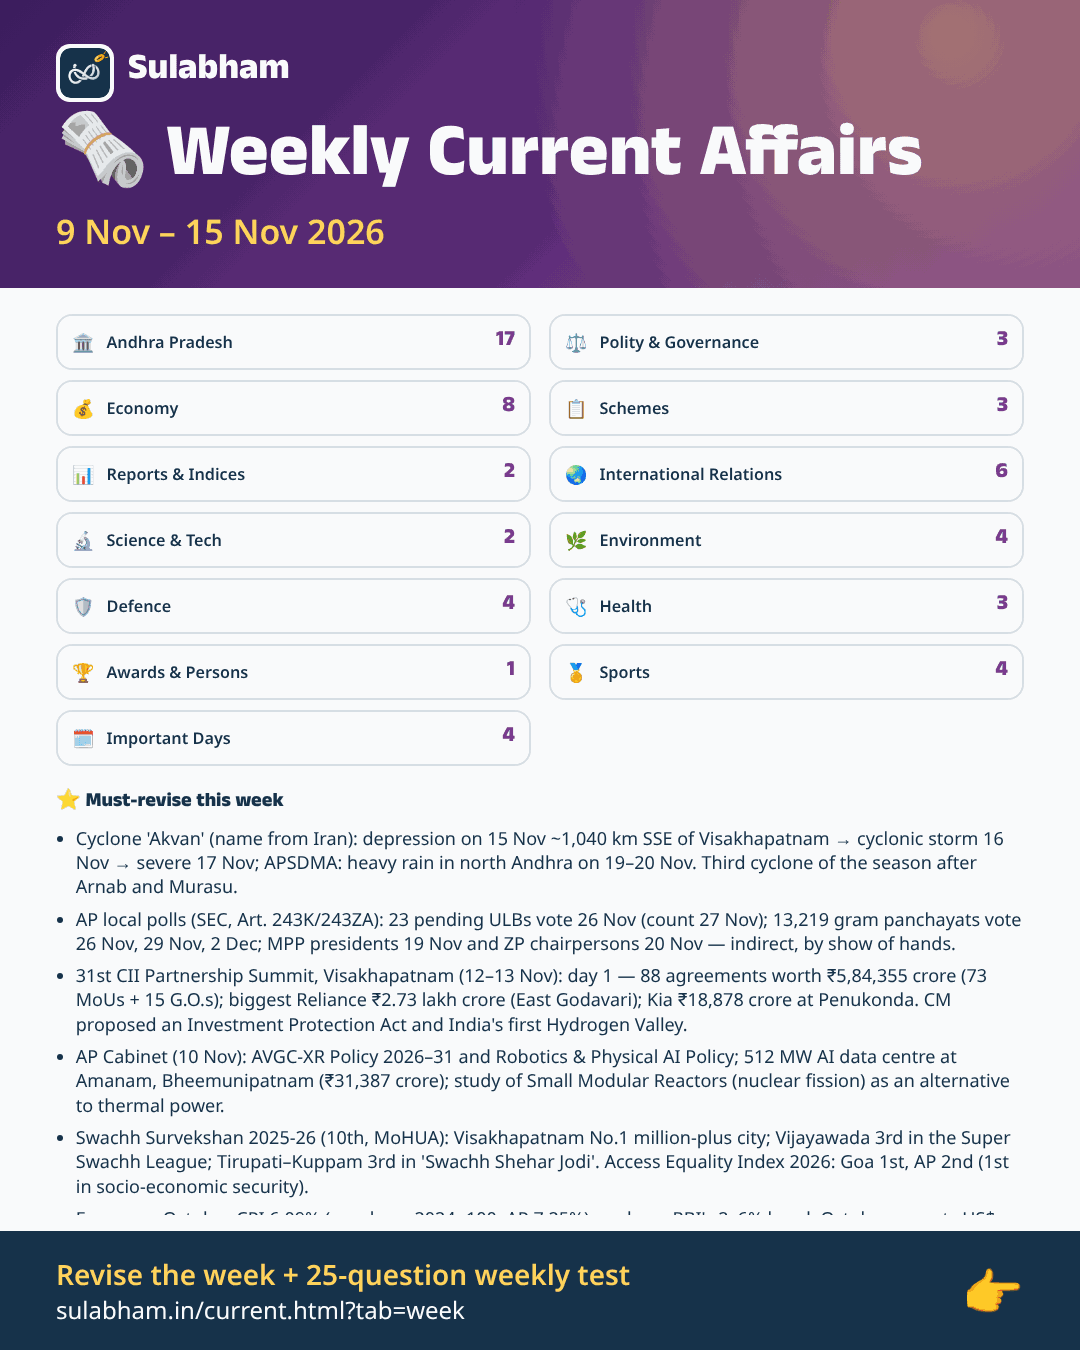 Sulabham
Weekly Current Affairs
9 Nov – 15 Nov 2026
Andhra Pradesh 17
Polity & Governance 3
Economy 8
Schemes 3
Reports & Indices 2
International Relations 6
Science & Tech 2
Environment 4
Defence 4
Health 3
Awards & Persons 1
Sports 4
Important Days 4
Must-revise this week
• Cyclone 'Akvan' (name from Iran): depression on 15 Nov ~1,040 km SSE of Visakhapatnam → cyclonic storm 16
Nov → severe 17 Nov; APSDMA: heavy rain in north Andhra on 19–20 Nov. Third cyclone of the season after
Arnab and Murasu.
• AP local polls (SEC, Art. 243K/243ZA): 23 pending ULBs vote 26 Nov (count 27 Nov); 13,219 gram panchayats vote
26 Nov, 29 Nov, 2 Dec; MPP presidents 19 Nov and ZP chairpersons 20 Nov — indirect, by show of hands.
• 31st CII Partnership Summit, Visakhapatnam (12–13 Nov): day 1 — 88 agreements worth ₹5,84,355 crore (73
MoUs + 15 G.O.s); biggest Reliance ₹2.73 lakh crore (East Godavari); Kia ₹18,878 crore at Penukonda. CM
proposed an Investment Protection Act and India's first Hydrogen Valley.
• AP Cabinet (10 Nov): AVGC-XR Policy 2026–31 and Robotics & Physical AI Policy; 512 MW AI data centre at
Amanam, Bheemunipatnam (₹31,387 crore); study of Small Modular Reactors (nuclear fission) as an alternative
to thermal power.
• Swachh Survekshan 2025-26 (10th, MoHUA): Visakhapatnam No.1 million-plus city; Vijayawada 3rd in the Super
Swachh League; Tirupati–Kuppam 3rd in 'Swachh Shehar Jodi'. Access Equality Index 2026: Goa 1st, AP 2nd (1st
in socio-economic security).
Revise the week + 25-question weekly test
sulabham.in/current.html?tab=week